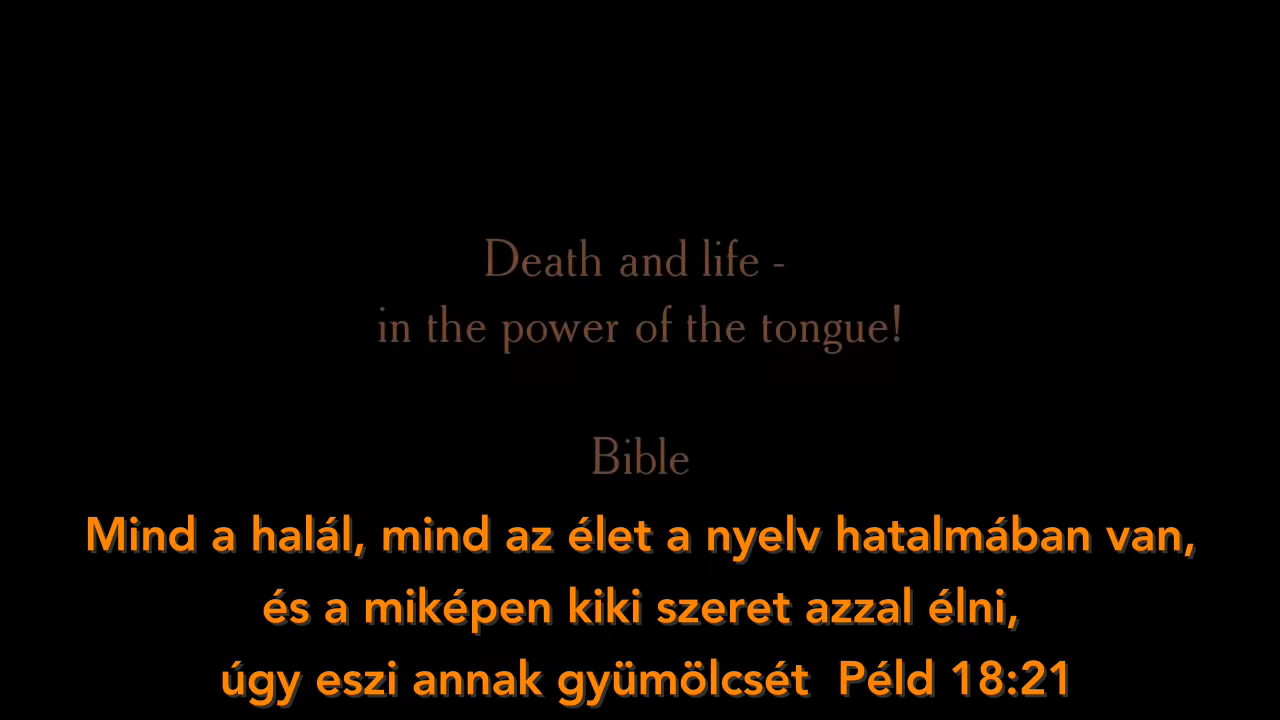 Death and life -
in the power of the tongue!
Bible
Mind a halál, mind az élet a nyelv hatalmában van,
és a miképen kiki szeret azzal élni,
úgy eszi annak gyümölcsét  Péld 18:21